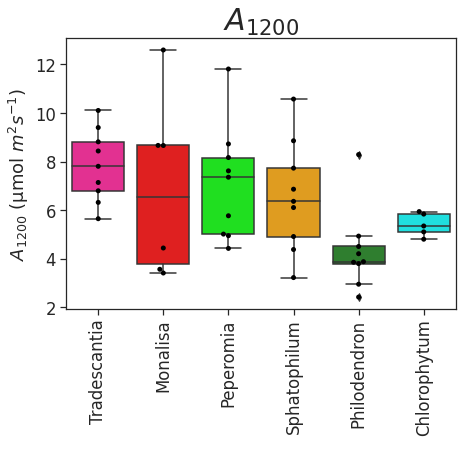 A1200
A1200 (μmol m²s⁻¹)
12
10
8
6
4
2
Tradescantia
Monalisa
Peperomia
Sphatophilum
Philodendron
Chlorophytum